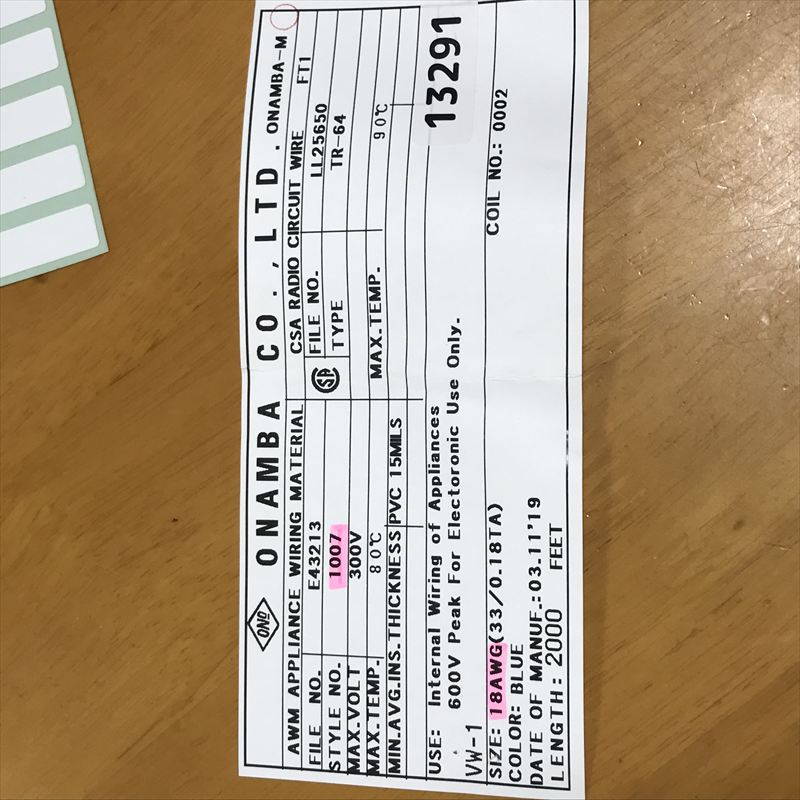 ONO ONAMBA CO., LTD. ONAMBA-M
AWM APPLIANCE WIRING MATERIAL CSA RADIO CIRCUIT WIRE FT1
FILE NO. E43213 FILE NO. LL25650
STYLE NO. 1007 TYPE TR-64
MAX.VOLT 300V
MAX.TEMP. 80℃ MAX.TEMP. 90℃
MIN.AVG.INS.THICKNESS PVC 15MILS
13291
USE: Internal Wiring of Appliances
600V Peak For Electoronic Use Only.
VW-1
SIZE: 18AWG(33/0.18TA) COIL NO.: 0002
COLOR: BLUE
DATE OF MANUF.:03.11'19
LENGTH: 2000 FEET